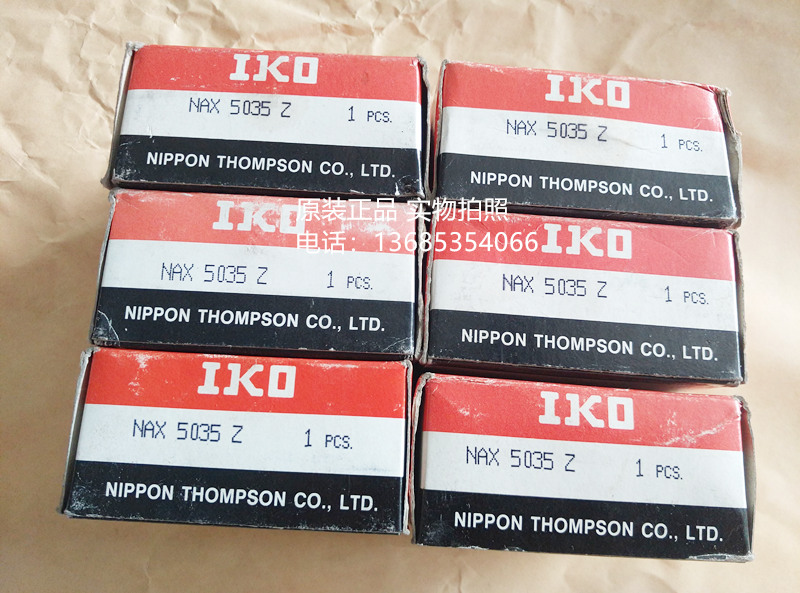 IKO
NAX 5035 Z 1 PCS.
NIPPON THOMPSON CO., LTD.
IKO
NAX 5035 Z 1 PCS.
NIPPON THOMPSON CO., LTD.
原装正品 实物拍照
电话：13685354066
IKO
NAX 5035 Z 1 PCS.
NIPPON THOMPSON CO., LTD.
IKO
NAX 5035 Z 1 PCS.
NIPPON THOMPSON CO., LTD.
IKO
NAX 5035 Z 1 PCS.
NIPPON THOMPSON CO., LTD.
IKO
NAX 5035 Z 1 PCS.
NIPPON THOMPSON CO., LTD.